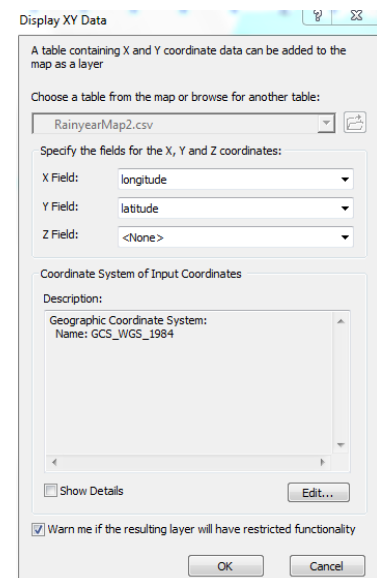 Display XY Data
A table containing X and Y coordinate data can be added to the
map as a layer
Choose a table from the map or browse for another table:
RainyearMap2.csv
Specify the fields for the X, Y and Z coordinates:
X Field: longitude
Y Field: latitude
Z Field: <None>
Coordinate System of Input Coordinates
Description:
Geographic Coordinate System:
Name: GCS_WGS_1984
Show Details
Edit...
Warn me if the resulting layer will have restricted functionality
OK Cancel